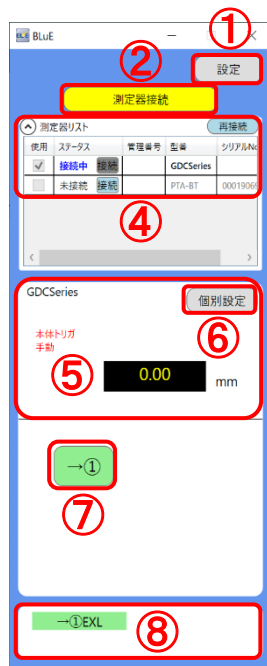 BLuE
①
設定
②
測定器接続
測定器リスト 再接続
使用 ステータス 管理番号 型番 シリアルNo
接続中 接続 GDCSeries
未接続 接続 PTA-BT 00019069
④
GDCSeries
個別設定
⑥
本体トリガ
手動
⑤
0.00 mm
→①
⑦
→①EXL
⑧